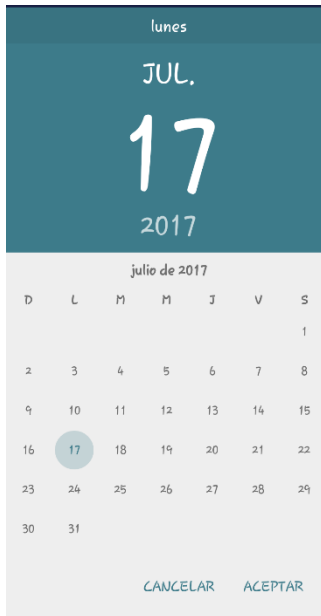 lunes
JUL.
17
2017
julio de 2017
D L M M J V S
1
2 3 4 5 6 7 8
9 10 11 12 13 14 15
16 17 18 19 20 21 22
23 24 25 26 27 28 29
30 31
CANCELAR ACEPTAR